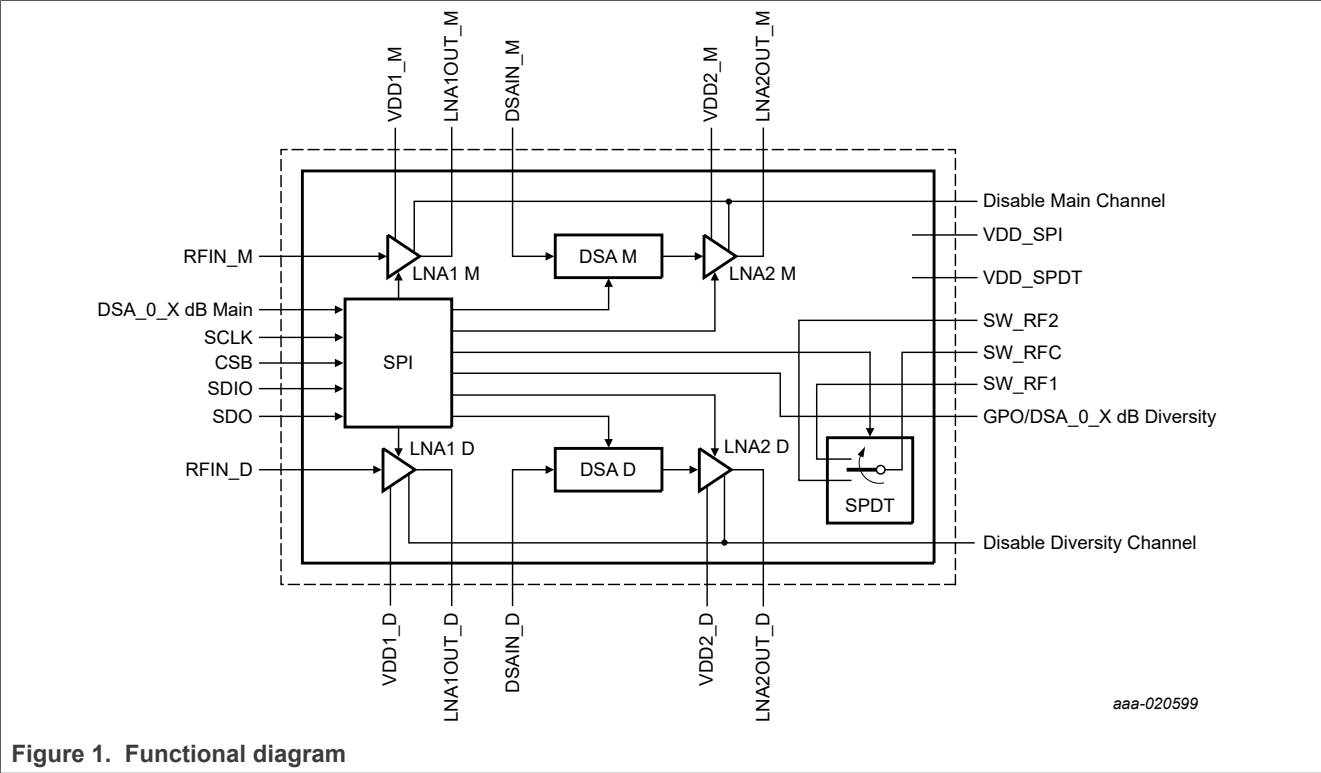 VDD1_M
LNA1OUT_M
DSAIN_M
VDD2_M
LNA2OUT_M
Disable Main Channel
VDD_SPI
RFIN_M
LNA1 M
DSA M
LNA2 M
VDD_SPDT
DSA_0_X dB Main
SW_RF2
SCLK
SW_RFC
CSB
SPI
SDIO
SW_RF1
SDO
GPO/DSA_0_X dB Diversity
LNA1 D
LNA2 D
RFIN_D
DSA D
SPDT
Disable Diversity Channel
VDD1_D
LNA1OUT_D
DSAIN_D
VDD2_D
LNA2OUT_D
aaa-020599
Figure 1. Functional diagram